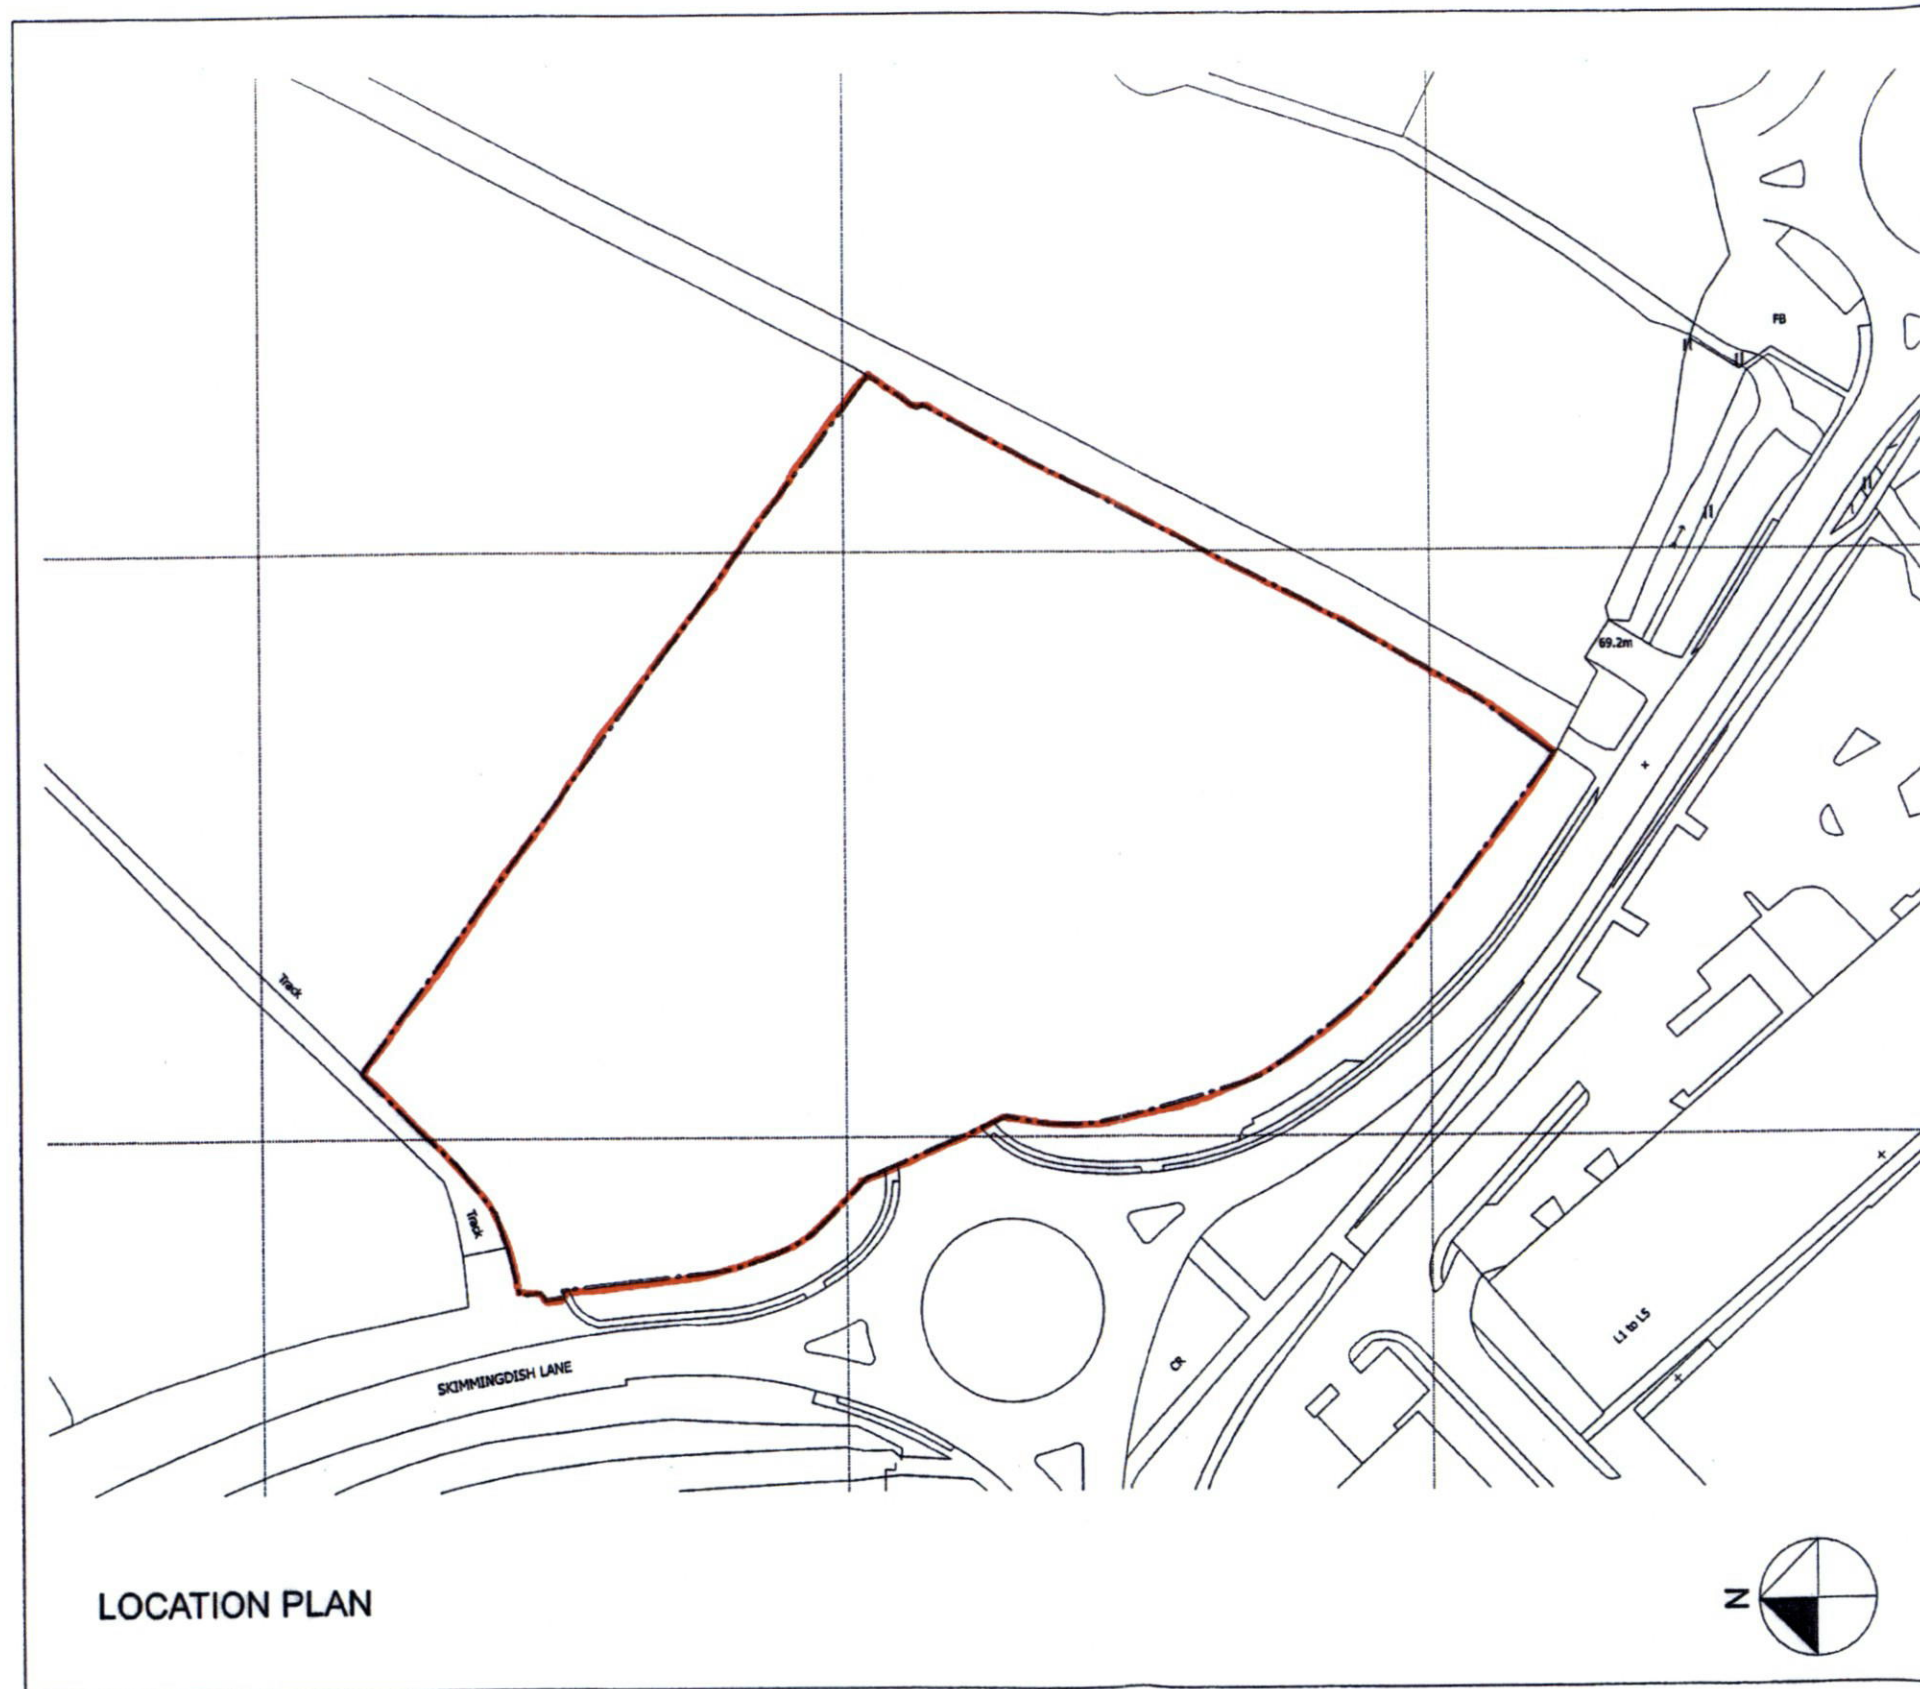 FB
69.2m
Track
Track
L1 to L5
CR
SKIMMINGDISH LANE
LOCATION PLAN
N